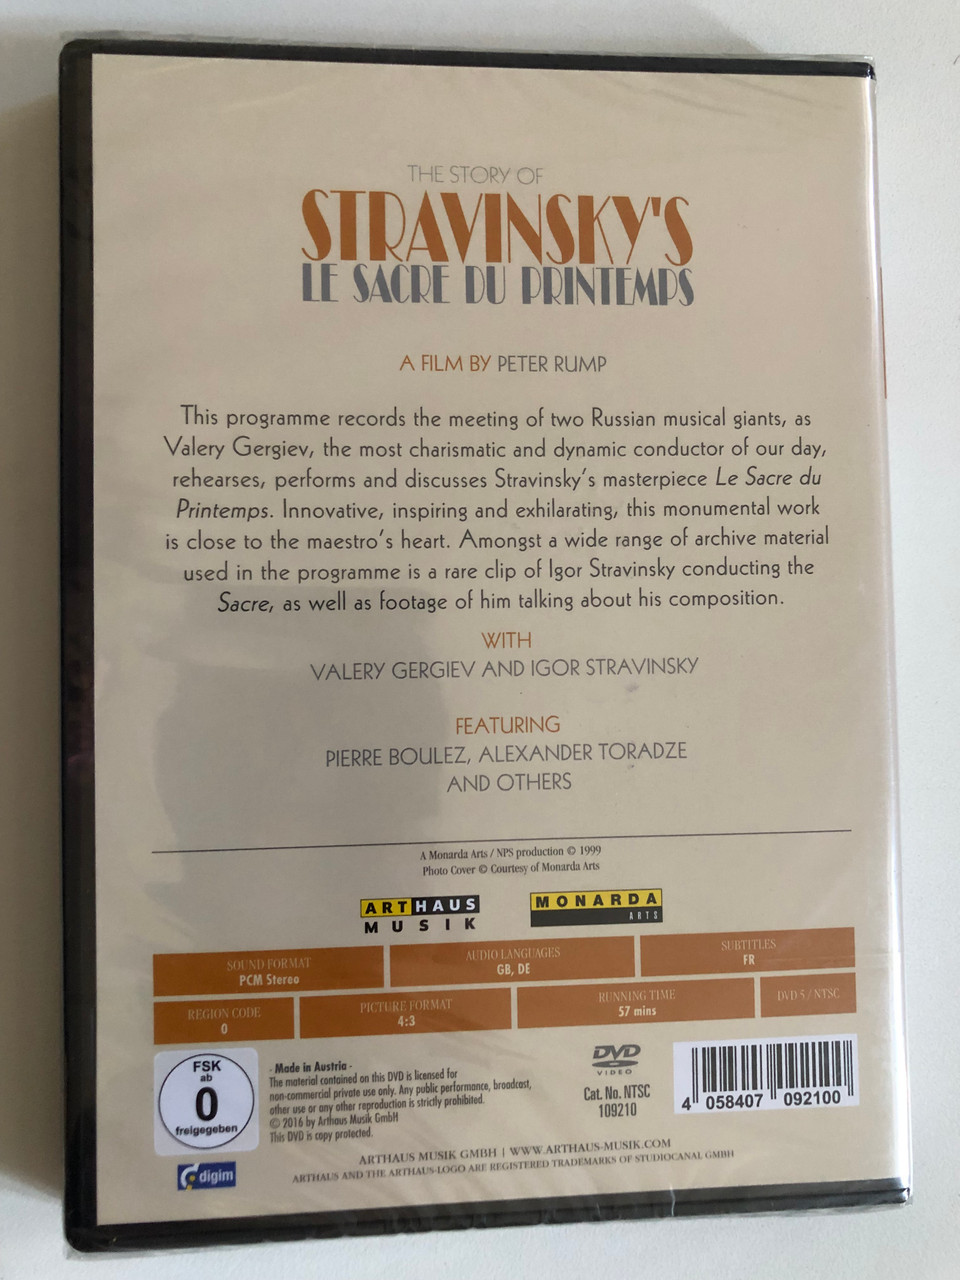 THE STORY OF
STRAVINSKY'S
LE SACRE DU PRINTEMPS
A FILM BY PETER RUMP
This programme records the meeting of two Russian musical giants, as
Valery Gergiev, the most charismatic and dynamic conductor of our day,
rehearses, performs and discusses Stravinsky's masterpiece Le Sacre du
Printemps. Innovative, inspiring and exhilarating, this monumental work
is close to the maestro's heart. Amongst a wide range of archive material
used in the programme is a rare clip of Igor Stravinsky conducting the
Sacre, as well as footage of him talking about his composition.
WITH
VALERY GERGIEV AND IGOR STRAVINSKY
FEATURING
PIERRE BOULEZ, ALEXANDER TORADZE
AND OTHERS
A Monarda Arts / NPS production © 1999
Photo Cover © Courtesy of Monarda Arts
ARTHAUS
MUSIK
MONARDA
ARTS
SOUND FORMAT
PCM Stereo
AUDIO LANGUAGES
GB, DE
SUBTITLES
FR
REGION CODE
0
PICTURE FORMAT
4:3
RUNNING TIME
57 mins
DVD 5 / NTSC
FSK
ab
0
freigegeben
digim
- Made in Austria -
The material contained on this DVD is licensed for
non-commercial private use only. Any public performance, broadcast,
other use or any other reproduction is strictly prohibited.
© 2016 by Arthaus Musik GmbH
This DVD is copy protected.
DVD
VIDEO
Cat. No. NTSC
109210
4 058407 092100
ARTHAUS MUSIK GMBH | WWW.ARTHAUS-MUSIK.COM
ARTHAUS AND THE ARTHAUS-LOGO ARE REGISTERED TRADEMARKS OF STUDIOCANAL GMBH